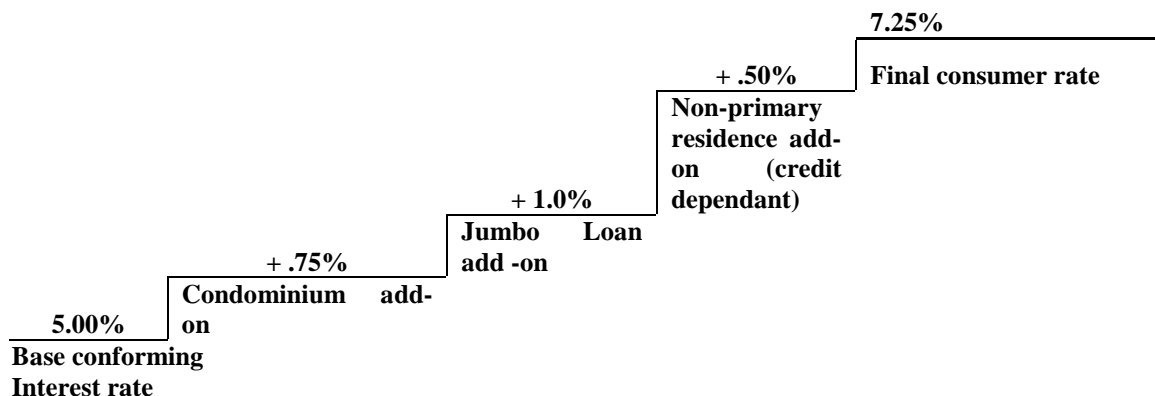 5.00%
Base conforming
Interest rate
+ .75%
Condominium add-
on
+ 1.0%
Jumbo Loan
add -on
+ .50%
Non-primary
residence add-
on (credit
dependant)
7.25%
Final consumer rate